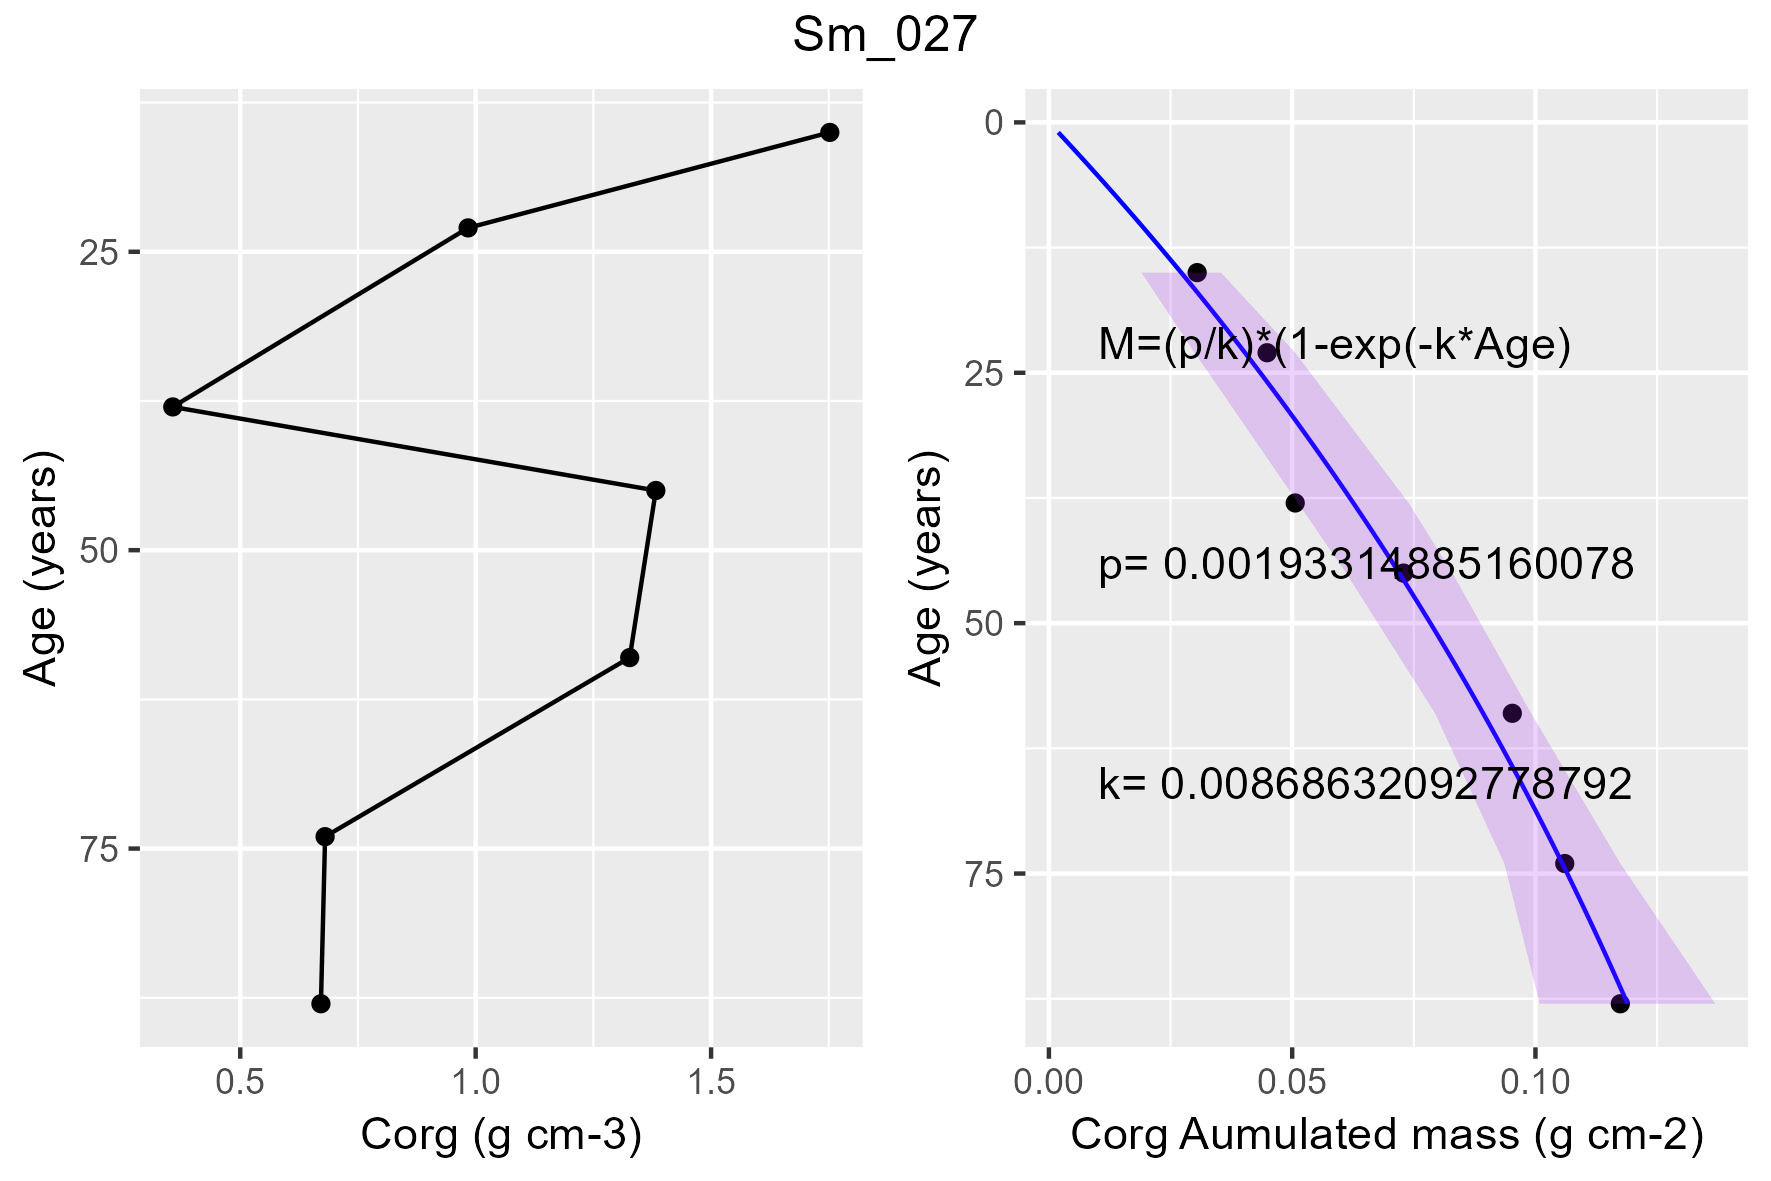 Sm_027
Age (years)
25
50
75
0.5
1.0
1.5
Corg (g cm-3)
Age (years)
0
25
50
75
M=(p/k)*(1-exp(-k*Age)
p= 0.00193314885160078
k= 0.00868632092778792
0.00
0.05
0.10
Corg Aumulated mass (g cm-2)